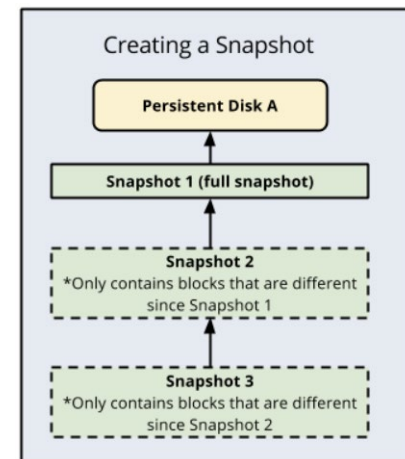 Creating a Snapshot
Persistent Disk A
Snapshot 1 (full snapshot)
Snapshot 2
*Only contains blocks that are different
since Snapshot 1
Snapshot 3
*Only contains blocks that are different
since Snapshot 2